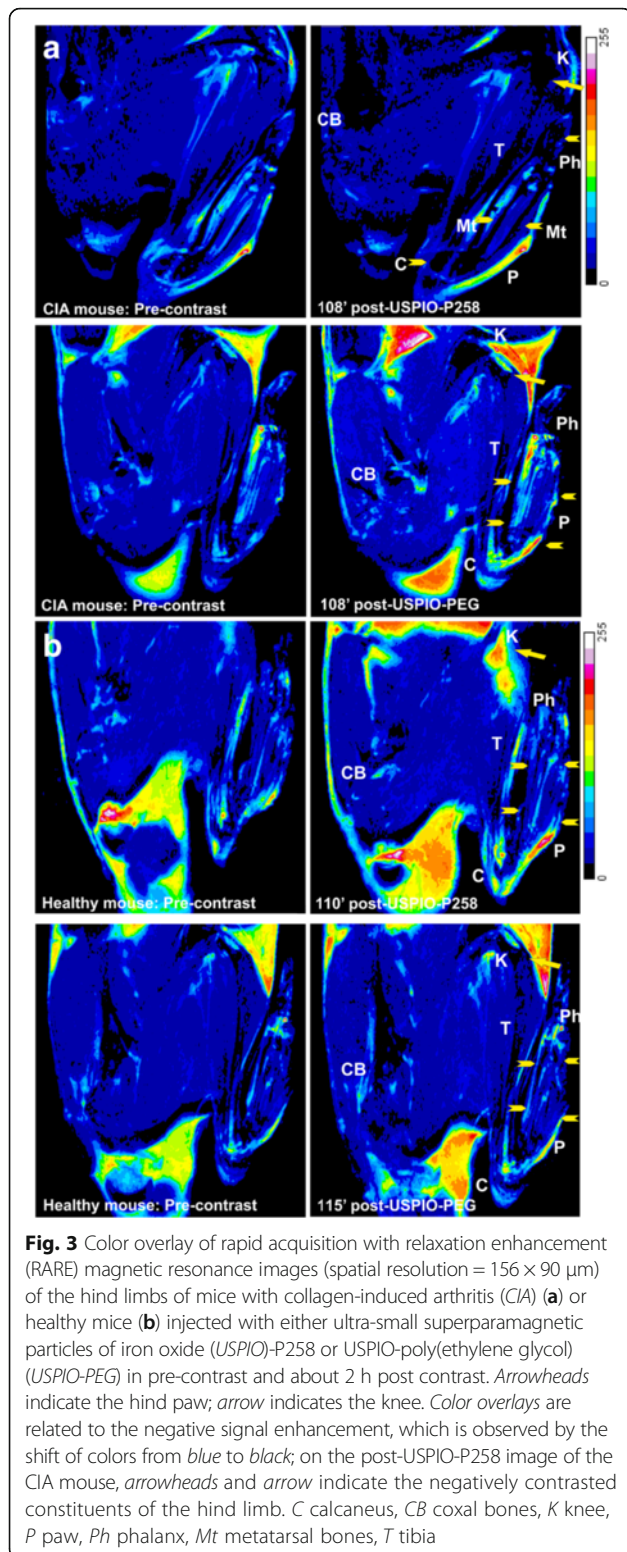 a
K
CB
T
Ph
Mt
Mt
C
P
CIA mouse: Pre-contrast
108' post-USPIO-P258
255
0
K
Ph
CB
T
P
C
CIA mouse: Pre-contrast
108' post-USPIO-PEG
b
K
Ph
T
CB
P
C
Healthy mouse: Pre-contrast
110' post-USPIO-P258
255
0
K
Ph
T
CB
P
C
Healthy mouse: Pre-contrast
115' post-USPIO-PEG
Fig. 3 Color overlay of rapid acquisition with relaxation enhancement
(RARE) magnetic resonance images (spatial resolution = 156 × 90 μm)
of the hind limbs of mice with collagen-induced arthritis (CIA) (a) or
healthy mice (b) injected with either ultra-small superparamagnetic
particles of iron oxide (USPIO)-P258 or USPIO-poly(ethylene glycol)
(USPIO-PEG) in pre-contrast and about 2 h post contrast. Arrowheads
indicate the hind paw; arrow indicates the knee. Color overlays are
related to the negative signal enhancement, which is observed by the
shift of colors from blue to black; on the post-USPIO-P258 image of the
CIA mouse, arrowheads and arrow indicate the negatively contrasted
constituents of the hind limb. C calcaneus, CB coxal bones, K knee,
P paw, Ph phalanx, Mt metatarsal bones, T tibia